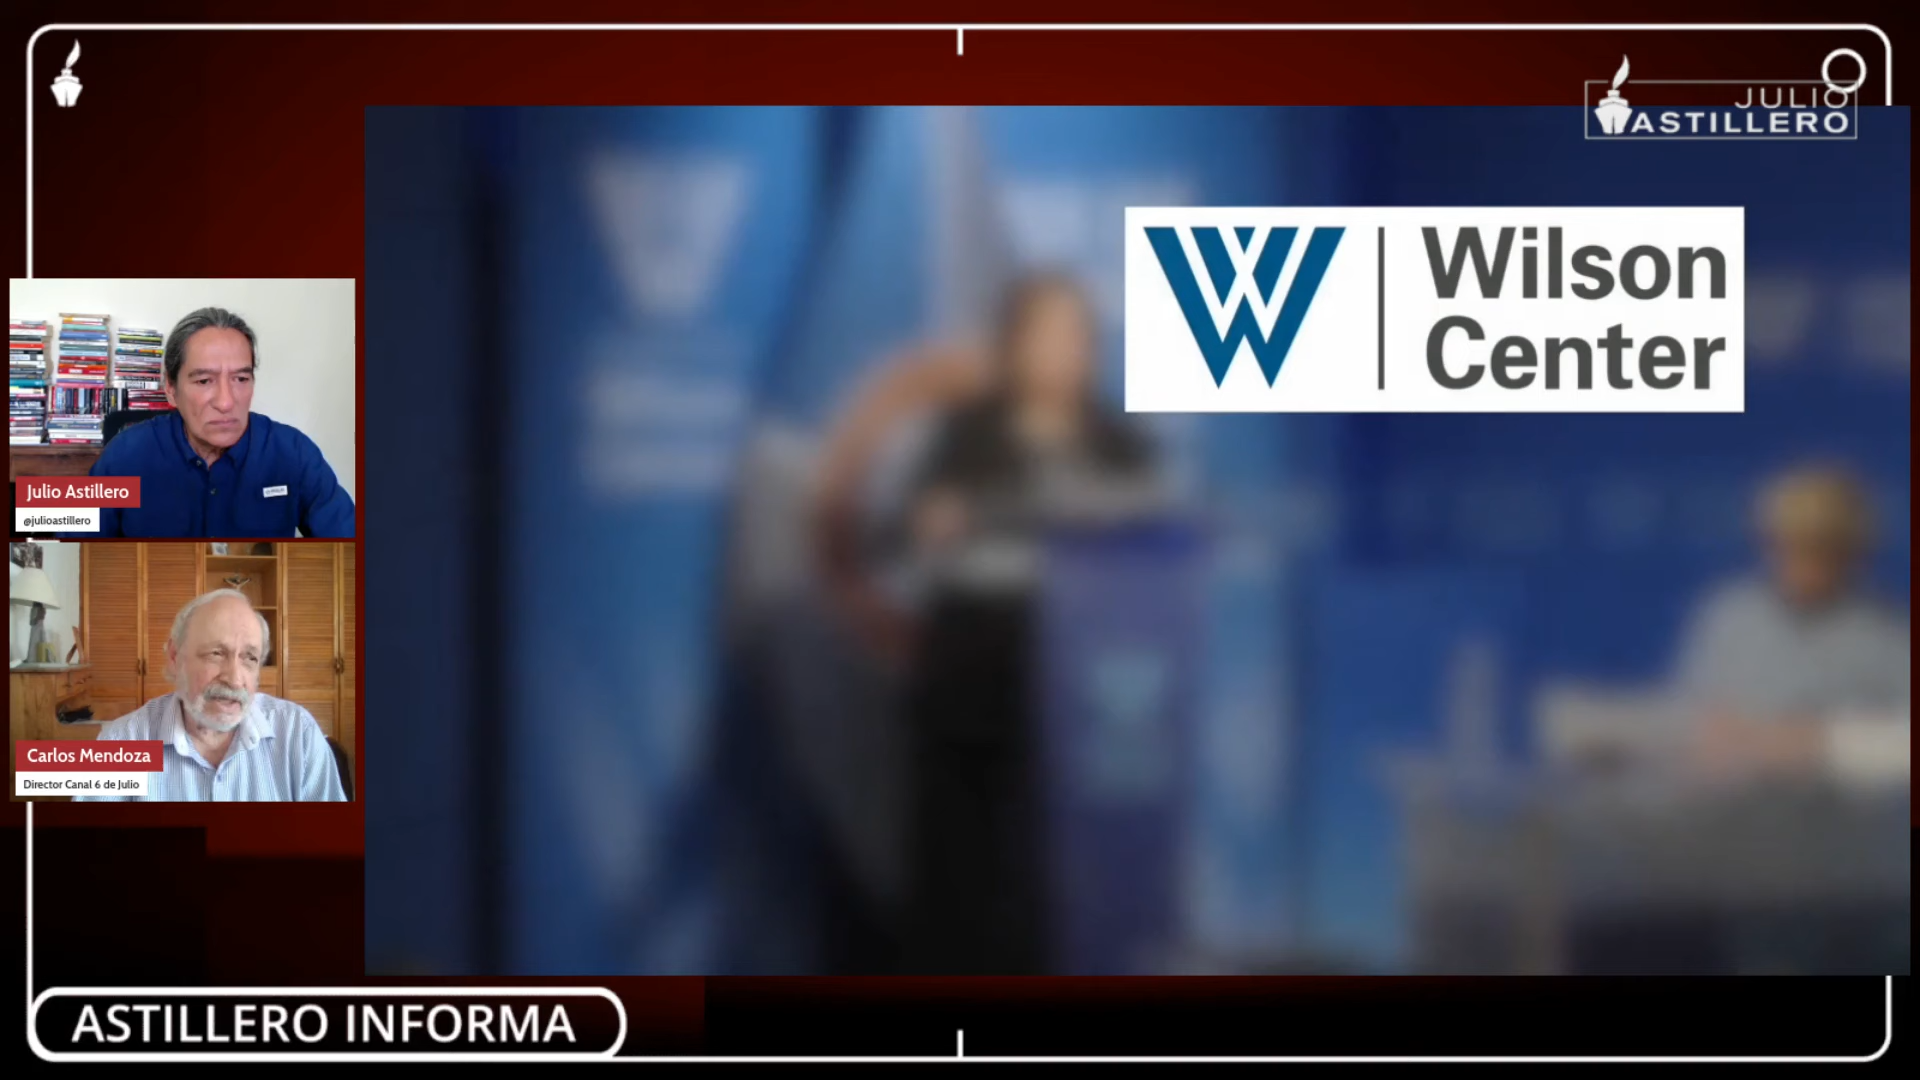 JULIO
ASTILLERO
Wilson
Center
Julio Astillero
@julioastillero
Carlos Mendoza
Director Canal 6 de Julio
ASTILLERO INFORMA